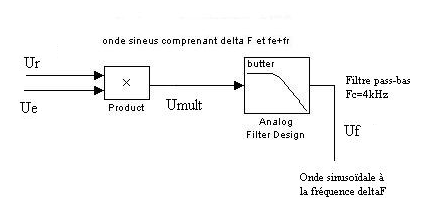 onde sineus comprenant delta F et fe+fr
Ur
Ue
×
Product
Umult
butter
Analog
Filter Design
Filtre pass-bas
Fc=4kHz
Uf
Onde sinusoïdale à
la fréquence deltaF